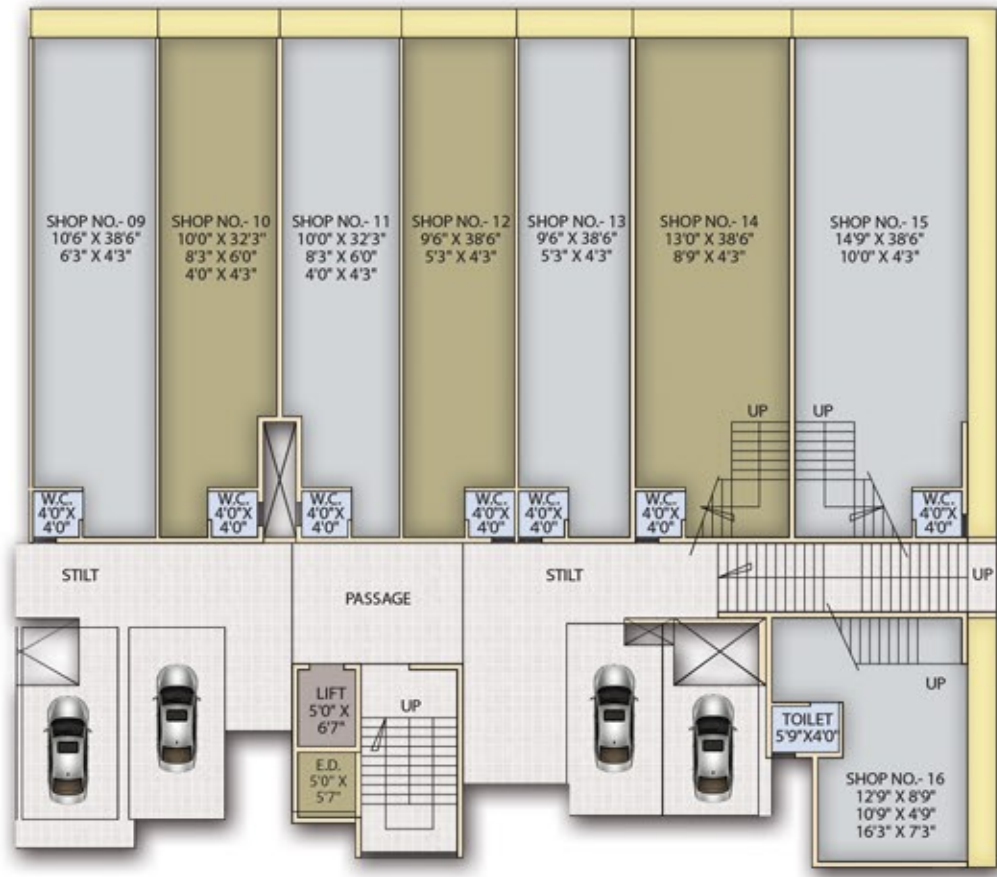 SHOP NO.- 09
10'6" X 38'6"
6'3" X 4'3"
SHOP NO.- 10
10'0" X 32'3"
8'3" X 6'0"
4'0" X 4'3"
SHOP NO.- 11
10'0" X 32'3"
8'3" X 6'0"
4'0" X 4'3"
SHOP NO.- 12
9'6" X 38'6"
5'3" X 4'3"
SHOP NO.- 13
9'6" X 38'6"
5'3" X 4'3"
SHOP NO.- 14
13'0" X 38'6"
8'9" X 4'3"
SHOP NO.- 15
14'9" X 38'6"
10'0" X 4'3"
UP
UP
W.C.
4'0"X
4'0"
W.C.
4'0"X
4'0"
W.C.
4'0"X
4'0"
W.C.
4'0"X
4'0"
W.C.
4'0"X
4'0"
W.C.
4'0"X
4'0"
W.C.
4'0"X
4'0"
STILT
PASSAGE
STILT
UP
LIFT
5'0" X
6'7"
UP
UP
TOILET
5'9"X4'0"
E.D.
5'0" X
5'7"
SHOP NO.- 16
12'9" X 8'9"
10'9" X 4'9"
16'3" X 7'3"